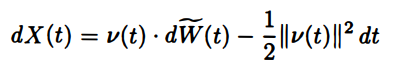 dX(t) = ν(t) · dW̃(t) − 1/2 ‖ν(t)‖² dt